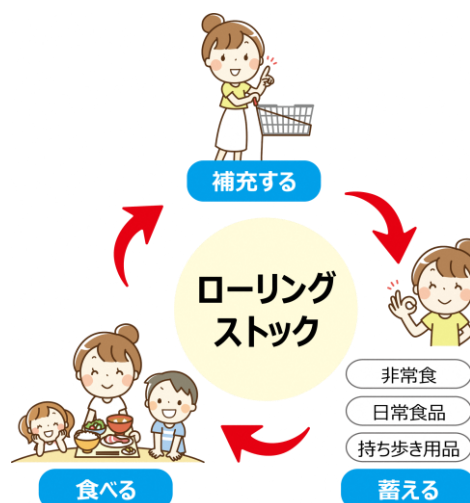 補充する
ローリング
ストック
非常食
日常食品
持ち歩き用品
蓄える
食べる